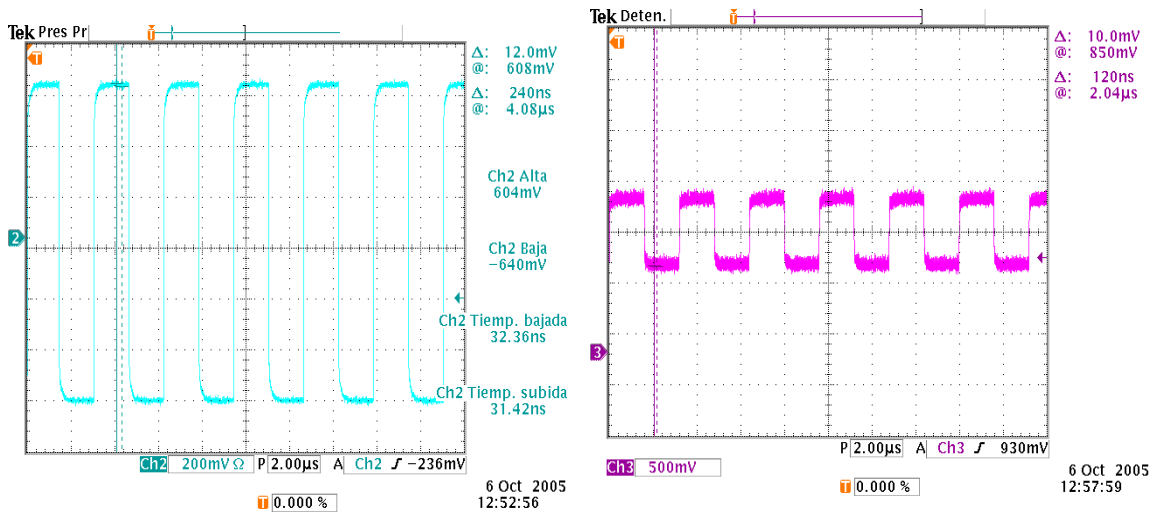 Tek Pres Pr
T
T
Δ: 12.0mV
@: 608mV
Δ: 240ns
@: 4.08µs
Ch2 Alta
604mV
2
Ch2 Baja
−640mV
Ch2 Tiemp. bajada
32.36ns
Ch2 Tiemp. subida
31.42ns
Ch2 200mV Ω P 2.00µs A Ch2 −236mV
T 0.000 %
6 Oct 2005
12:52:56
Tek Deten.
T
T
Δ: 10.0mV
@: 850mV
Δ: 120ns
@: 2.04µs
3
P 2.00µs A Ch3 930mV
Ch3 500mV
T 0.000 %
6 Oct 2005
12:57:59